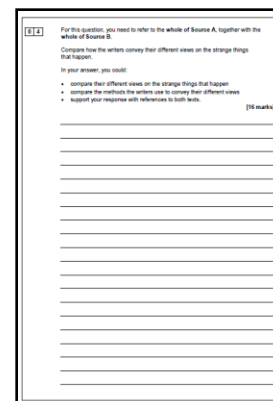 0 4 For this question, you need to refer to the whole of Source A, together with the
whole of Source B.
Compare how the writers convey their different views on the strange things
that happen.
In your answer, you could:
• compare their different views on the strange things that happen
• compare the methods the writers use to convey their different views
• support your response with references to both texts.
[16 marks]